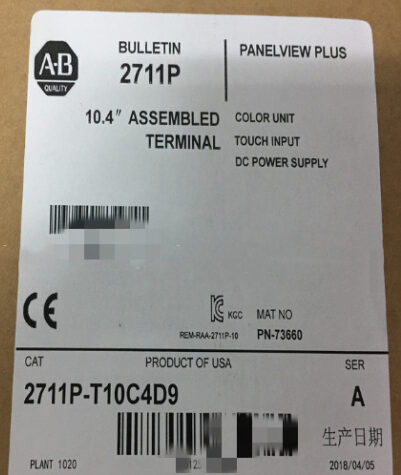 A-B
QUALITY
BULLETIN
2711P
PANELVIEW PLUS
10.4" ASSEMBLED
TERMINAL
COLOR UNIT
TOUCH INPUT
DC POWER SUPPLY
CE
KCC
MAT NO
REM-RAA-2711P-10
PN-73660
CAT
PRODUCT OF USA
SER
2711P-T10C4D9
A
生产日期
PLANT 1020
2018/04/05